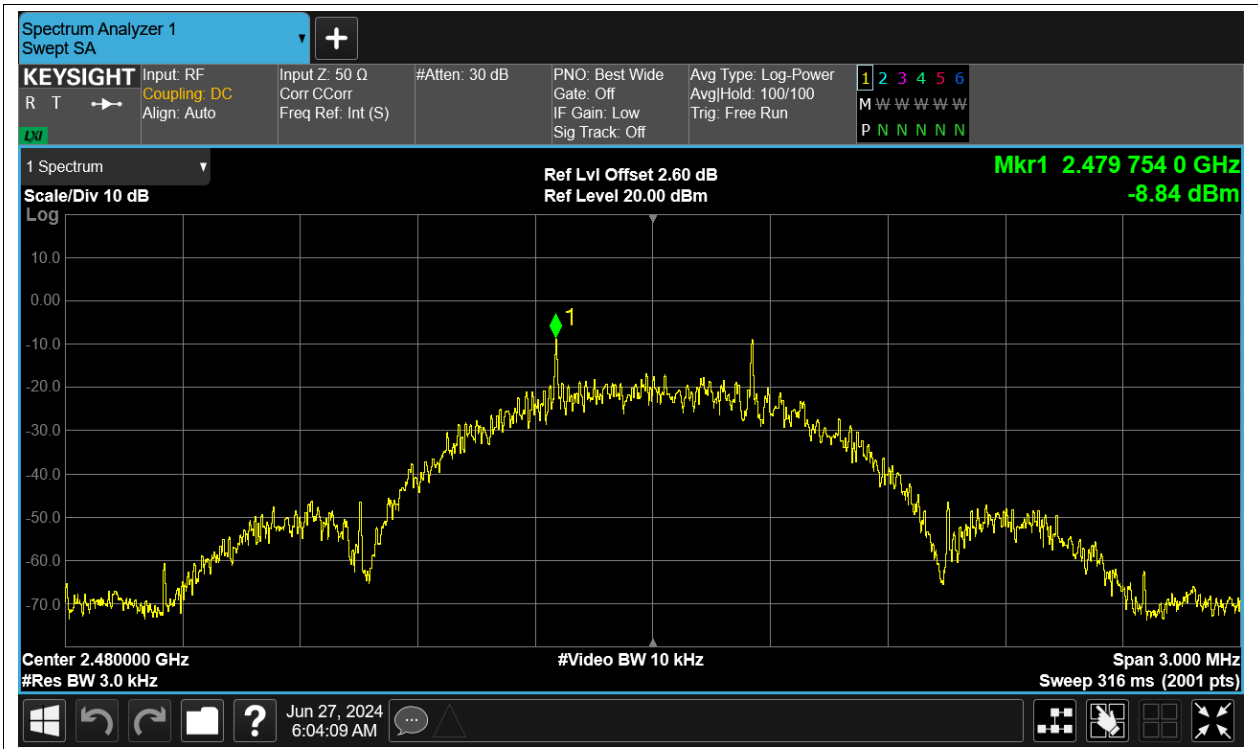 Spectrum Analyzer 1
Swept SA
KEYSIGHT
R T
LXI
Input: RF
Coupling: DC
Align: Auto
Input Z: 50 Ω
Corr CCorr
Freq Ref: Int (S)
#Atten: 30 dB
PNO: Best Wide
Gate: Off
IF Gain: Low
Sig Track: Off
Avg Type: Log-Power
Avg|Hold: 100/100
Trig: Free Run
1 2 3 4 5 6
M W W W W W
P N N N N N
1 Spectrum
Scale/Div 10 dB
Log
Ref Lvl Offset 2.60 dB
Ref Level 20.00 dBm
Mkr1 2.479 754 0 GHz
-8.84 dBm
10.0
0.00
-10.0
-20.0
-30.0
-40.0
-50.0
-60.0
-70.0
1
Center 2.480000 GHz
#Res BW 3.0 kHz
#Video BW 10 kHz
Span 3.000 MHz
Sweep 316 ms (2001 pts)
?
Jun 27, 2024
6:04:09 AM